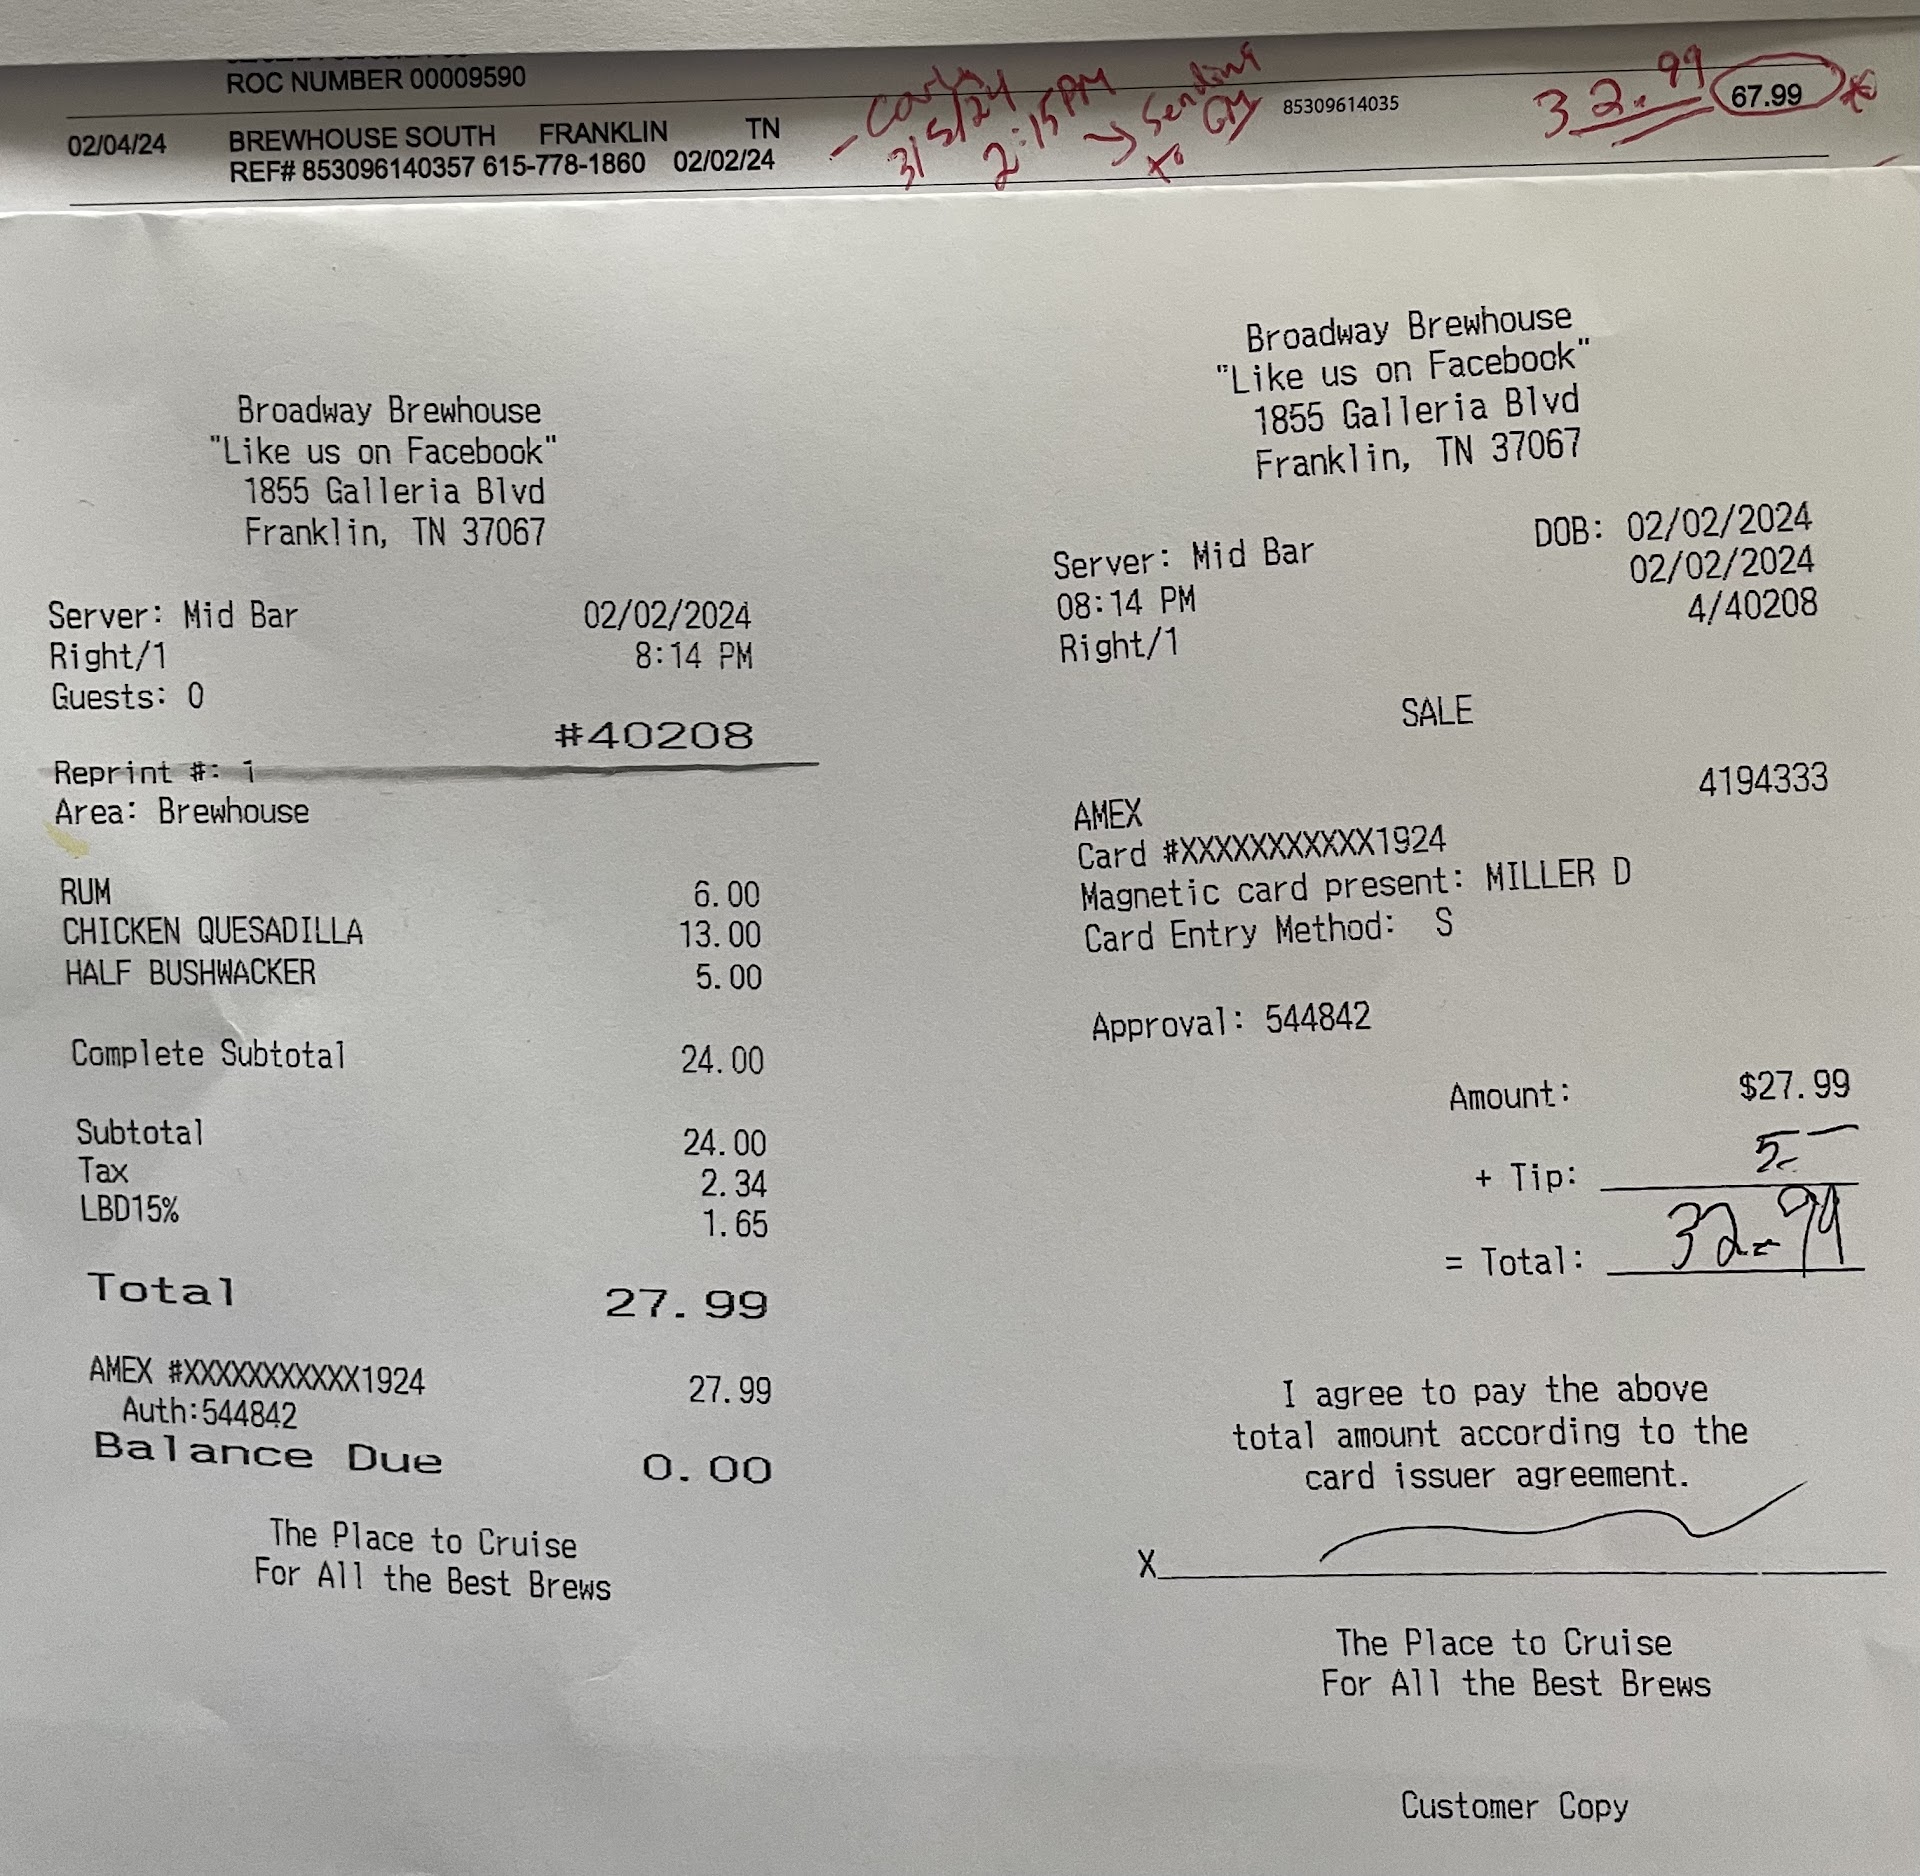 ROC NUMBER 00009590
02/04/24 BREWHOUSE SOUTH FRANKLIN TN
REF# 853096140357 615-778-1860 02/02/24
3/5/24
2:15 PM
→ Sending
to
85309614035
32.99
67.99
Broadway Brewhouse
"Like us on Facebook"
1855 Galleria Blvd
Franklin, TN 37067
Server: Mid Bar 02/02/2024
Right/1 8:14 PM
Guests: 0
#40208
Reprint #: 1
Area: Brewhouse
RUM 6.00
CHICKEN QUESADILLA 13.00
HALF BUSHWACKER 5.00
Complete Subtotal 24.00
Subtotal 24.00
Tax 2.34
LBD15% 1.65
Total 27.99
AMEX #XXXXXXXXXXX1924 27.99
Auth:544842
Balance Due 0.00
The Place to Cruise
For All the Best Brews
Broadway Brewhouse
"Like us on Facebook"
1855 Galleria Blvd
Franklin, TN 37067
DOB: 02/02/2024
Server: Mid Bar 02/02/2024
08:14 PM 4/40208
Right/1
SALE
4194333
AMEX
Card #XXXXXXXXXXX1924
Magnetic card present: MILLER D
Card Entry Method: S
Approval: 544842
Amount: $27.99
+ Tip: 5.-
= Total: 32.99
I agree to pay the above
total amount according to the
card issuer agreement.
X
The Place to Cruise
For All the Best Brews
Customer Copy